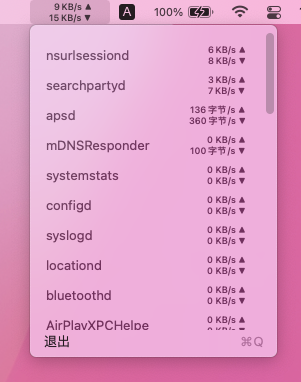 9 KB/s ▲
15 KB/s ▼
A
100%
nsurlsessiond
6 KB/s ▲
8 KB/s ▼
searchpartyd
3 KB/s ▲
7 KB/s ▼
apsd
136 字节/s ▲
360 字节/s ▼
mDNSResponder
0 KB/s ▲
100 字节/s ▼
systemstats
0 KB/s ▲
0 KB/s ▼
configd
0 KB/s ▲
0 KB/s ▼
syslogd
0 KB/s ▲
0 KB/s ▼
locationd
0 KB/s ▲
0 KB/s ▼
bluetoothd
0 KB/s ▲
0 KB/s ▼
AirPlayXPCHelpe
0 KB/s ▲
0 KB/s ▼
退出 ⌘Q